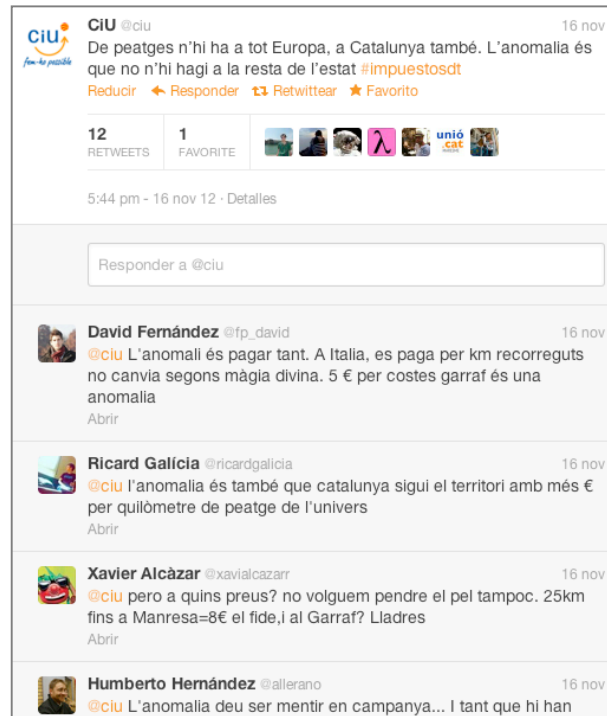 CiU
fem-ho possible
CiU @ciu 16 nov
De peatges n’hi ha a tot Europa, a Catalunya també. L’anomalia és
que no n’hi hagi a la resta de l’estat #impuestosdt
Reducir Responder Retwittear Favorito
12 1
RETWEETS FAVORITE
λ
unió
.cat
5:44 pm - 16 nov 12 · Detalles
Responder a @ciu
David Fernández @fp_david 16 nov
@ciu L'anomali és pagar tant. A Italia, es paga per km recorreguts
no canvia segons màgia divina. 5 € per costes garraf és una
anomalia
Abrir
Ricard Galícia @ricardgalicia 16 nov
@ciu l'anomalia és també que catalunya sigui el territori amb més €
per quilòmetre de peatge de l'univers
Abrir
Xavier Alcàzar @xavialcazarr 16 nov
@ciu pero a quins preus? no volguem pendre el pel tampoc. 25km
fins a Manresa=8€ el fide,i al Garraf? Lladres
Abrir
Humberto Hernández @allerano 16 nov
@ciu L'anomalia deu ser mentir en campanya... I tant que hi han